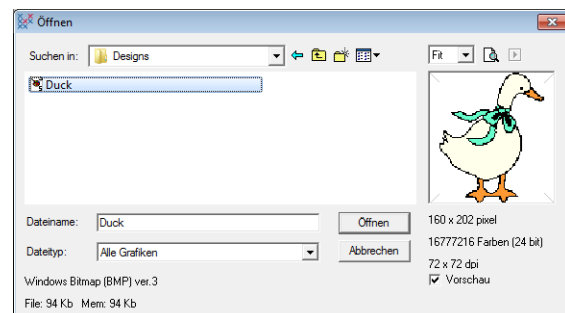 Öffnen
Suchen in: Designs
Fit
Duck
Dateiname: Duck
Öffnen
160 x 202 pixel
Dateityp: Alle Grafiken
Abbrechen
16777216 Farben (24 bit)
72 x 72 dpi
Windows Bitmap (BMP) ver.3
Vorschau
File: 94 Kb Mem: 94 Kb